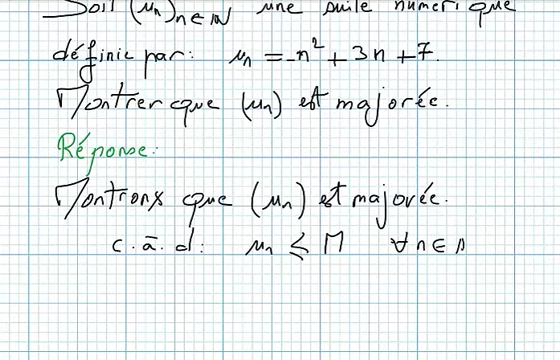 Soit (un)n∈ℕ une suite numérique
définie par: un = -n² + 3n + 7.
Montrer que (un) est majorée.
Réponse:
Montrons que (un) est majorée.
c.à.d: un ⩽ M ∀n∈